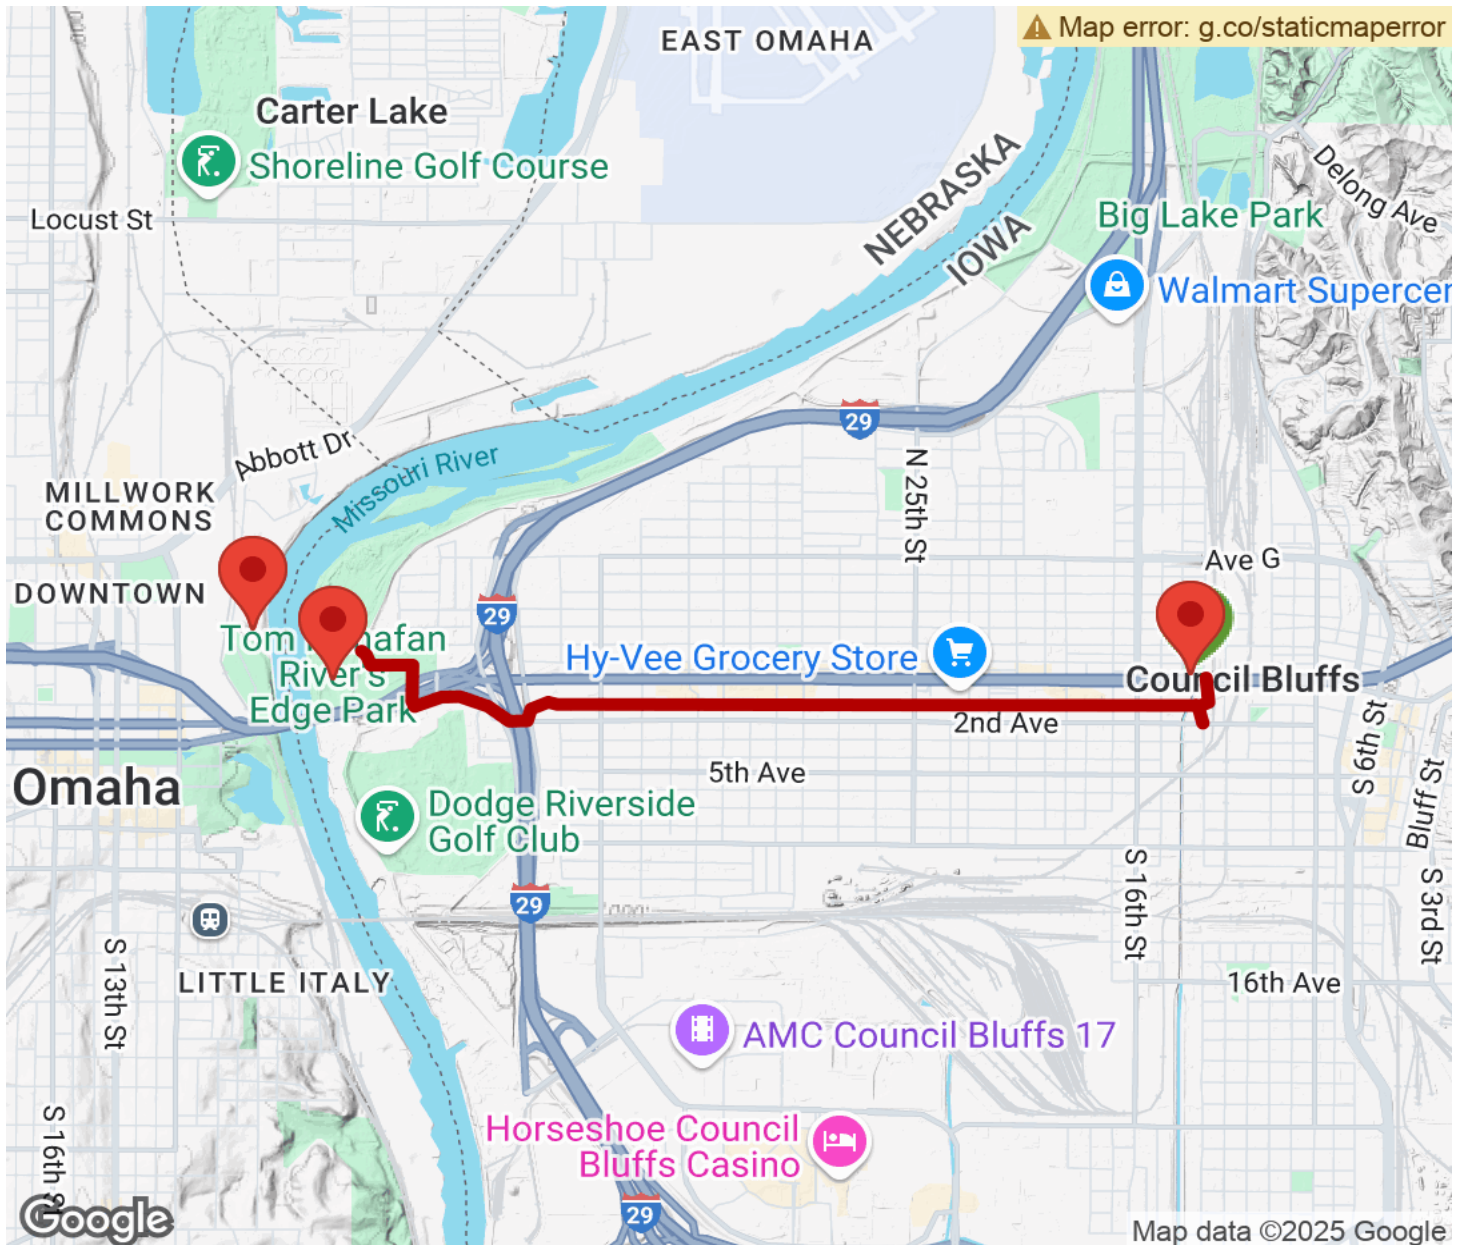 EAST OMAHA
Map error: g.co/staticmaperror
Carter Lake
Shoreline Golf Course
Locust St
NEBRASKA
IOWA
Delong Ave
Big Lake Park
Walmart Supercer
29
Abbott Dr
Missouri River
N 25th St
MILLWORK
COMMONS
Ave G
DOWNTOWN
29
Tom
afan
River's
Edge Park
Hy-Vee Grocery Store
Council Bluffs
2nd Ave
S 6th St
5th Ave
Omaha
Dodge Riverside
Golf Club
Bluff St
S 16th St
S 3rd St
29
S 13th St
LITTLE ITALY
16th Ave
AMC Council Bluffs 17
S 16th St
Horseshoe Council
Bluffs Casino
29
Google
Map data ©2025 Google